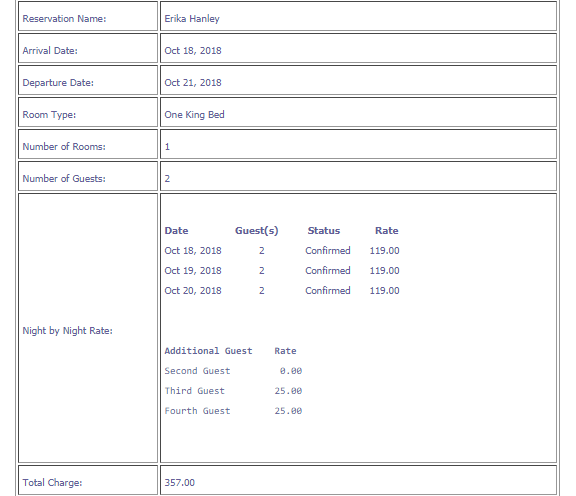 Reservation Name: Erika Hanley
Arrival Date: Oct 18, 2018
Departure Date: Oct 21, 2018
Room Type: One King Bed
Number of Rooms: 1
Number of Guests: 2
Night by Night Rate:
Date Guest(s) Status Rate
Oct 18, 2018 2 Confirmed 119.00
Oct 19, 2018 2 Confirmed 119.00
Oct 20, 2018 2 Confirmed 119.00
Additional Guest Rate
Second Guest 0.00
Third Guest 25.00
Fourth Guest 25.00
Total Charge: 357.00